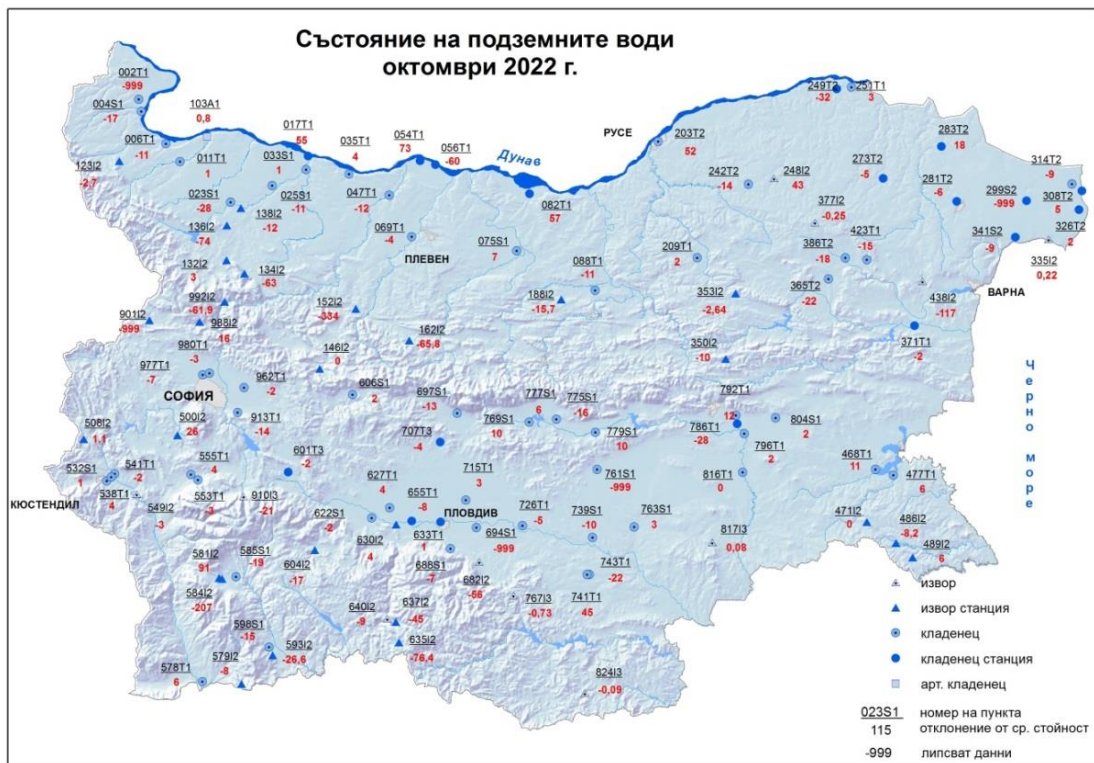 Състояние на подземните води
октомври 2022 г.
002T1
-999
004S1
-17
103A1
0,8
006T1
-11
123I2
-2,7
011T1
1
017T1
55
033S1
1
035T1
4
054T1
73
056T1
-60
Дунав
РУСЕ
203T2
52
249T2
-32
251T1
3
283T2
18
273T2
-5
281T2
-6
314T2
-9
299S2
-999
308T2
5
326T2
2
341S2
-9
335I2
0,22
ВАРНА
242T2
-14
248I2
43
377I2
-0,25
423T1
-15
386T2
-18
365T2
-22
209T1
2
438I2
-117
371T1
-2
353I2
-2,64
350I2
-10
023S1
-28
025S1
-11
138I2
-12
136I2
-74
047T1
-12
069T1
-4
ПЛЕВЕН
075S1
7
082T1
57
088T1
-11
188I2
-15,7
132I2
3
134I2
-63
992I2
-61,9
988I2
16
901I2
-999
152I2
-334
162I2
-65,8
146I2
0
980T1
-3
977T1
-7
СОФИЯ
962T1
-2
913T1
-14
606S1
2
697S1
-13
777S1
6
775S1
-16
769S1
10
779S1
10
707T3
-4
792T1
12
786T1
-28
804S1
2
796T1
2
816T1
0
508I2
1,1
500I2
26
532S1
1
541T1
-2
555T1
4
КЮСТЕНДИЛ
538T1
4
549I2
-3
553T1
-3
910I3
-21
601T3
-2
627T1
4
622S1
-2
655T1
-8
715T1
3
ПЛОВДИВ
630I2
4
633T1
1
694S1
-999
726T1
-5
761S1
-999
739S1
-10
763S1
3
817I3
0,08
468T1
11
477T1
6
471I2
0
486I2
-8,2
489I2
6
Черно море
581I2
91
585S1
-19
604I2
-17
584I2
-207
688S1
-7
682I2
-66
743T1
-22
741T1
45
767I3
-0,73
640I2
-9
637I2
-45
635I2
-76,4
598S1
-15
593I2
-26,6
579I2
-8
578T1
6
824I3
-0,09
извор
извор станция
кладенец
кладенец станция
арт. кладенец
023S1 номер на пункта
115 отклонение от ср. стойност
-999 липсват данни